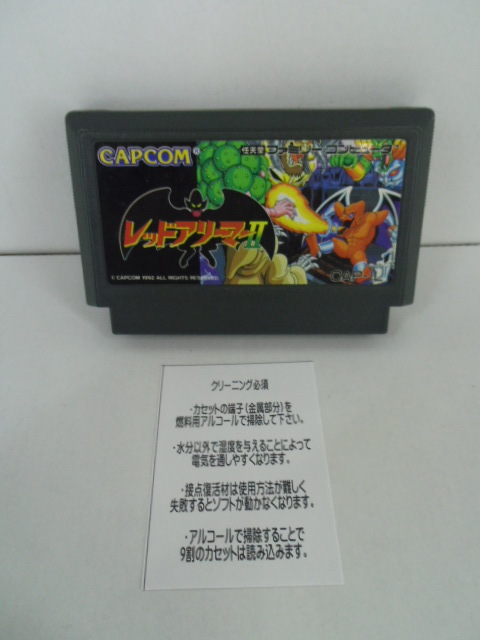 CAPCOM®
任天堂 ファミリーコンピュータ
レッドアリーマーII
© CAPCOM 1992 ALL RIGHTS RESERVED
クリーニング必須
・カセットの端子(金属部分)を
燃料用アルコールで掃除して下さい。
・水分以外で湿度を与えることによって
電気を通しやすくなります。
・接点復活材は使用方法が難しく
失敗するとソフトが動かなくなります。
・アルコールで掃除することで
9割のカセットは読み込みます。